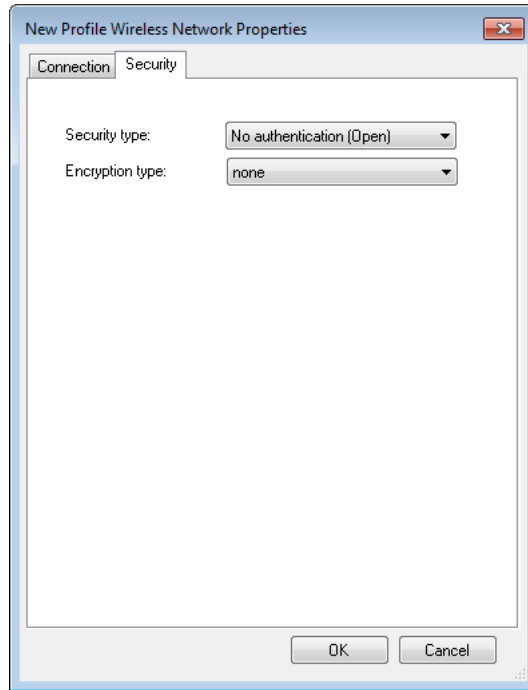 New Profile Wireless Network Properties
Connection Security
Security type: No authentication (Open)
Encryption type: none
OK Cancel